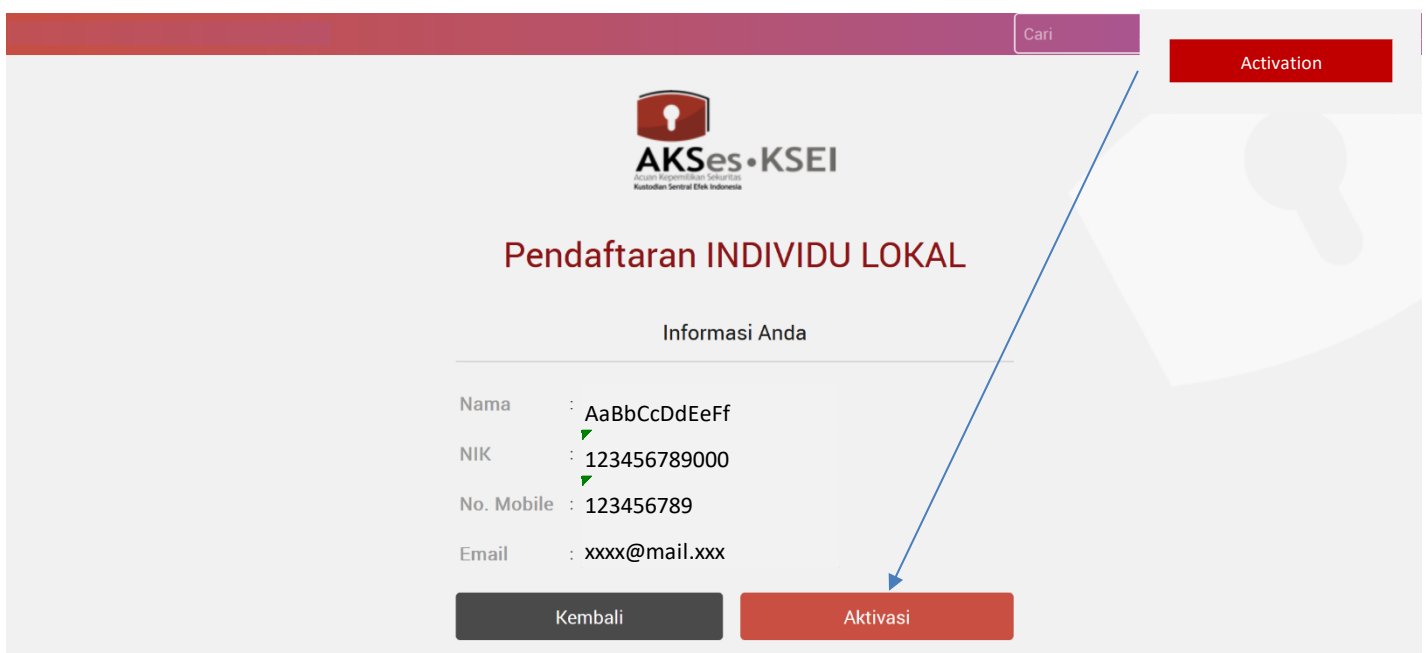 Cari
Activation
AKSes•KSEI
Acuan Kepemilikan Sekuritas
Kustodian Sentral Efek Indonesia
Pendaftaran INDIVIDU LOKAL
Informasi Anda
Nama : AaBbCcDdEeFf
NIK : 123456789000
No. Mobile : 123456789
Email : xxxx@mail.xxx
Kembali Aktivasi